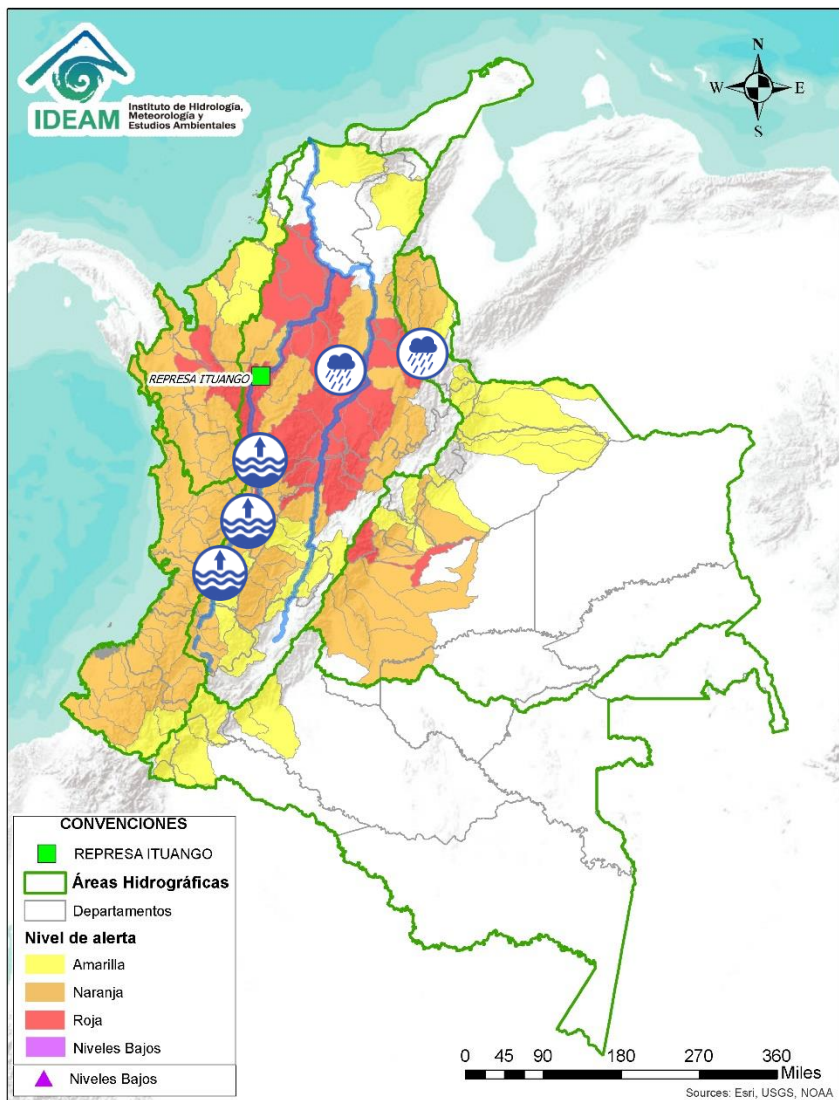 IDEAM
Instituto de Hidrología,
Meteorología y
Estudios Ambientales
N
W
E
S
REPRESA ITUANGO
CONVENCIONES
REPRESA ITUANGO
Áreas Hidrográficas
Departamentos
Nivel de alerta
Amarilla
Naranja
Roja
Niveles Bajos
Niveles Bajos
0 45 90 180 270 360
Miles
Sources: Esri, USGS, NOAA